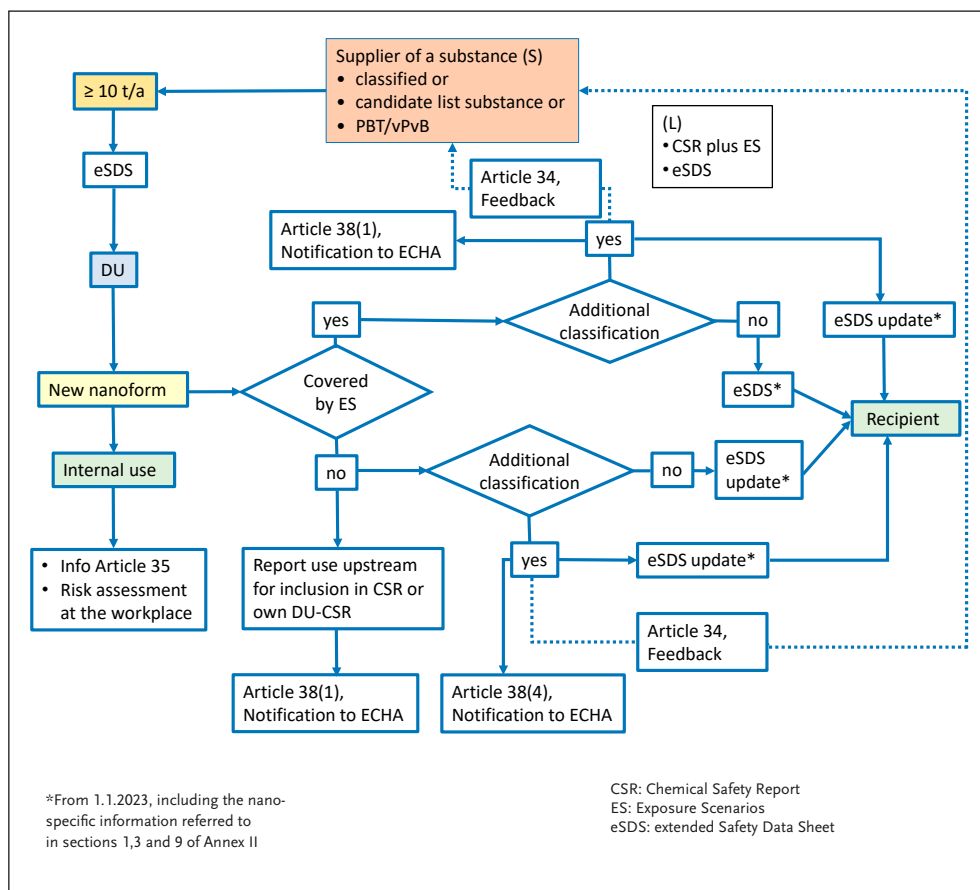 Supplier of a substance (S)
• classified or
• candidate list substance or
• PBT/vPvB
≥ 10 t/a
(L)
• CSR plus ES
• eSDS
eSDS
Article 34,
Feedback
Article 38(1),
Notification to ECHA
yes
DU
Additional
classification
yes
no
eSDS update*
New nanoform
Covered
by ES
eSDS*
Recipient
Internal use
no
Additional
classification
no
eSDS
update*
• Info Article 35
• Risk assessment
at the workplace
Report use upstream
for inclusion in CSR or
own DU-CSR
yes
eSDS update*
Article 34,
Feedback
Article 38(1),
Notification to ECHA
Article 38(4),
Notification to ECHA
*From 1.1.2023, including the nano-
specific information referred to
in sections 1,3 and 9 of Annex II
CSR: Chemical Safety Report
ES: Exposure Scenarios
eSDS: extended Safety Data Sheet